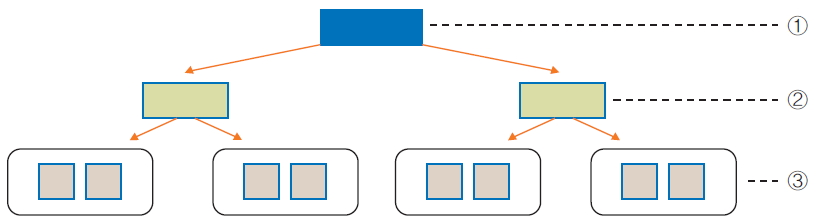 ①
②
③